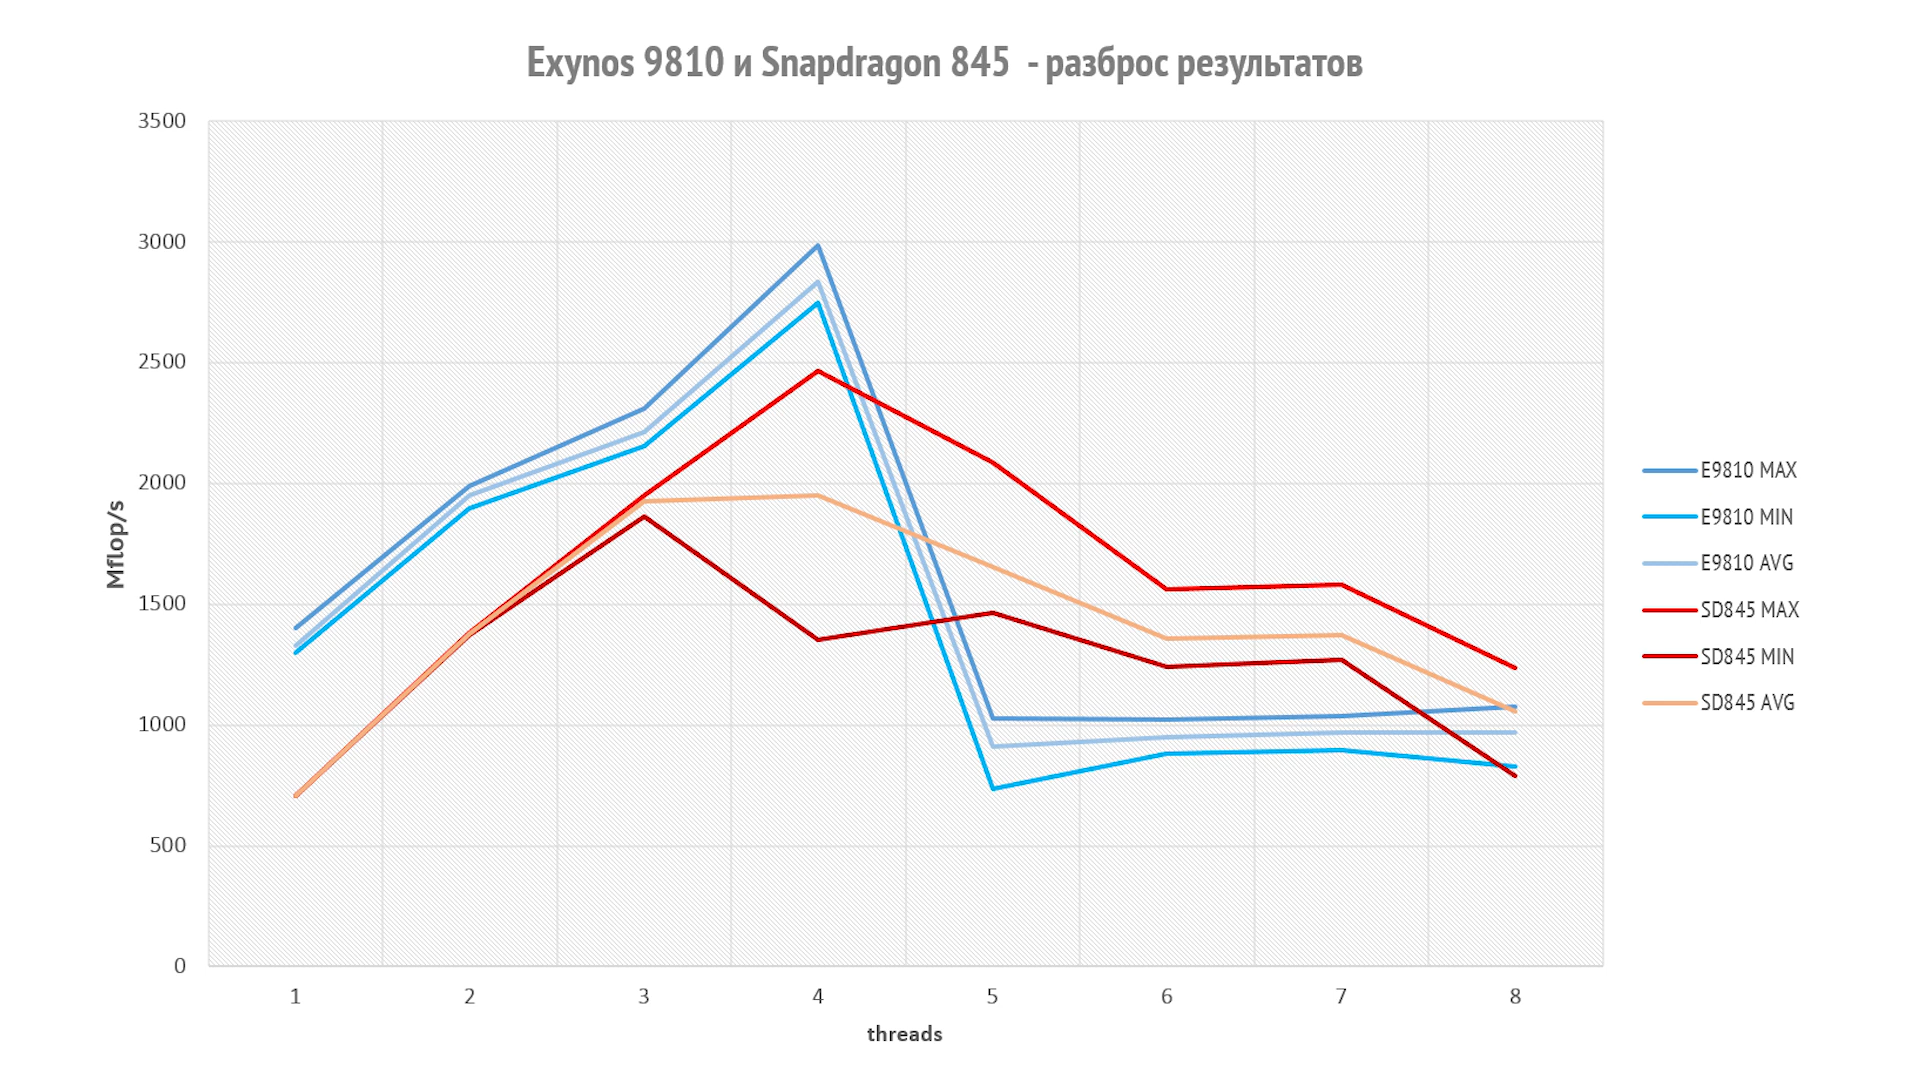 Exynos 9810 и Snapdragon 845 - разброс результатов
3500
3000
2500
2000
1500
1000
500
0
Mflop/s
1 2 3 4 5 6 7 8
threads
E9810 MAX
E9810 MIN
E9810 AVG
SD845 MAX
SD845 MIN
SD845 AVG